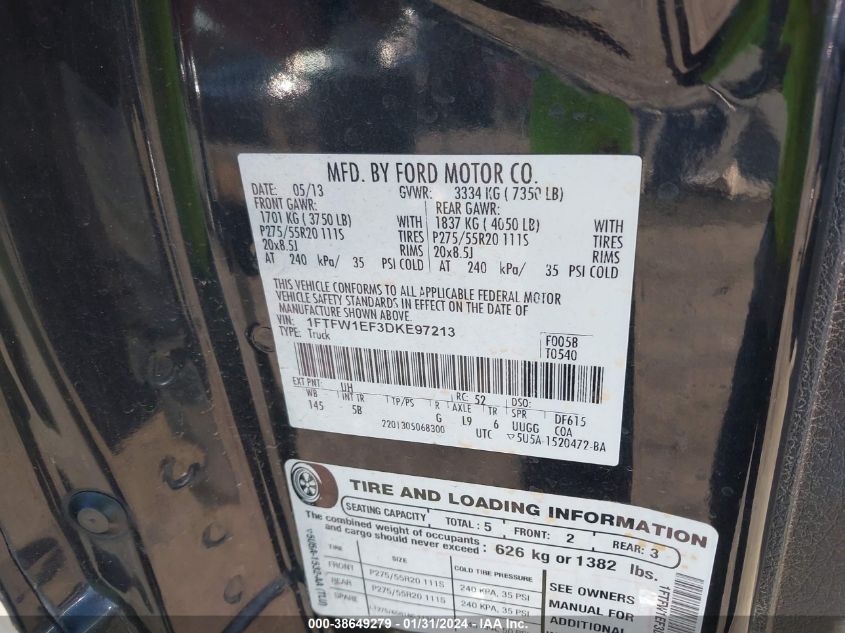 MFD. BY FORD MOTOR CO.
DATE: 05/13 GVWR: 3334 KG ( 7350 LB)
FRONT GAWR: REAR GAWR:
1701 KG ( 3750 LB) WITH 1837 KG ( 4050 LB) WITH
P275/55R20 111S TIRES P275/55R20 111S TIRES
20x8.5J RIMS 20x8.5J RIMS
AT 240 kPa/ 35 PSI COLD AT 240 kPa/ 35 PSI COLD
THIS VEHICLE CONFORMS TO ALL APPLICABLE FEDERAL MOTOR
VEHICLE SAFETY STANDARDS IN EFFECT ON THE DATE OF
MANUFACTURE SHOWN ABOVE.
VIN: 1FTFW1EF3DKE97213 F0058
TYPE: Truck T0540
EXT PNT: UH RC: 52 DSO:
WB INT TR TP/PS R AXLE TR SPR DF615
145 5B G L9 6 UUGG COA
2201305068300 UTC ▽5U5A-1520472-BA
TIRE AND LOADING INFORMATION
SEATING CAPACITY TOTAL: 5 FRONT: 2 REAR: 3
The combined weight of occupants
and cargo should never exceed: 626 kg or 1382 lbs.
TIRE SIZE COLD TIRE PRESSURE
FRONT P275/55R20 111S 240 KPA, 35 PSI
REAR P275/55R20 111S 240 KPA, 35 PSI
SPARE
SEE OWNERS
MANUAL FOR
ADDITIONAL
000-38649279 - 01/31/2024 - IAA Inc.